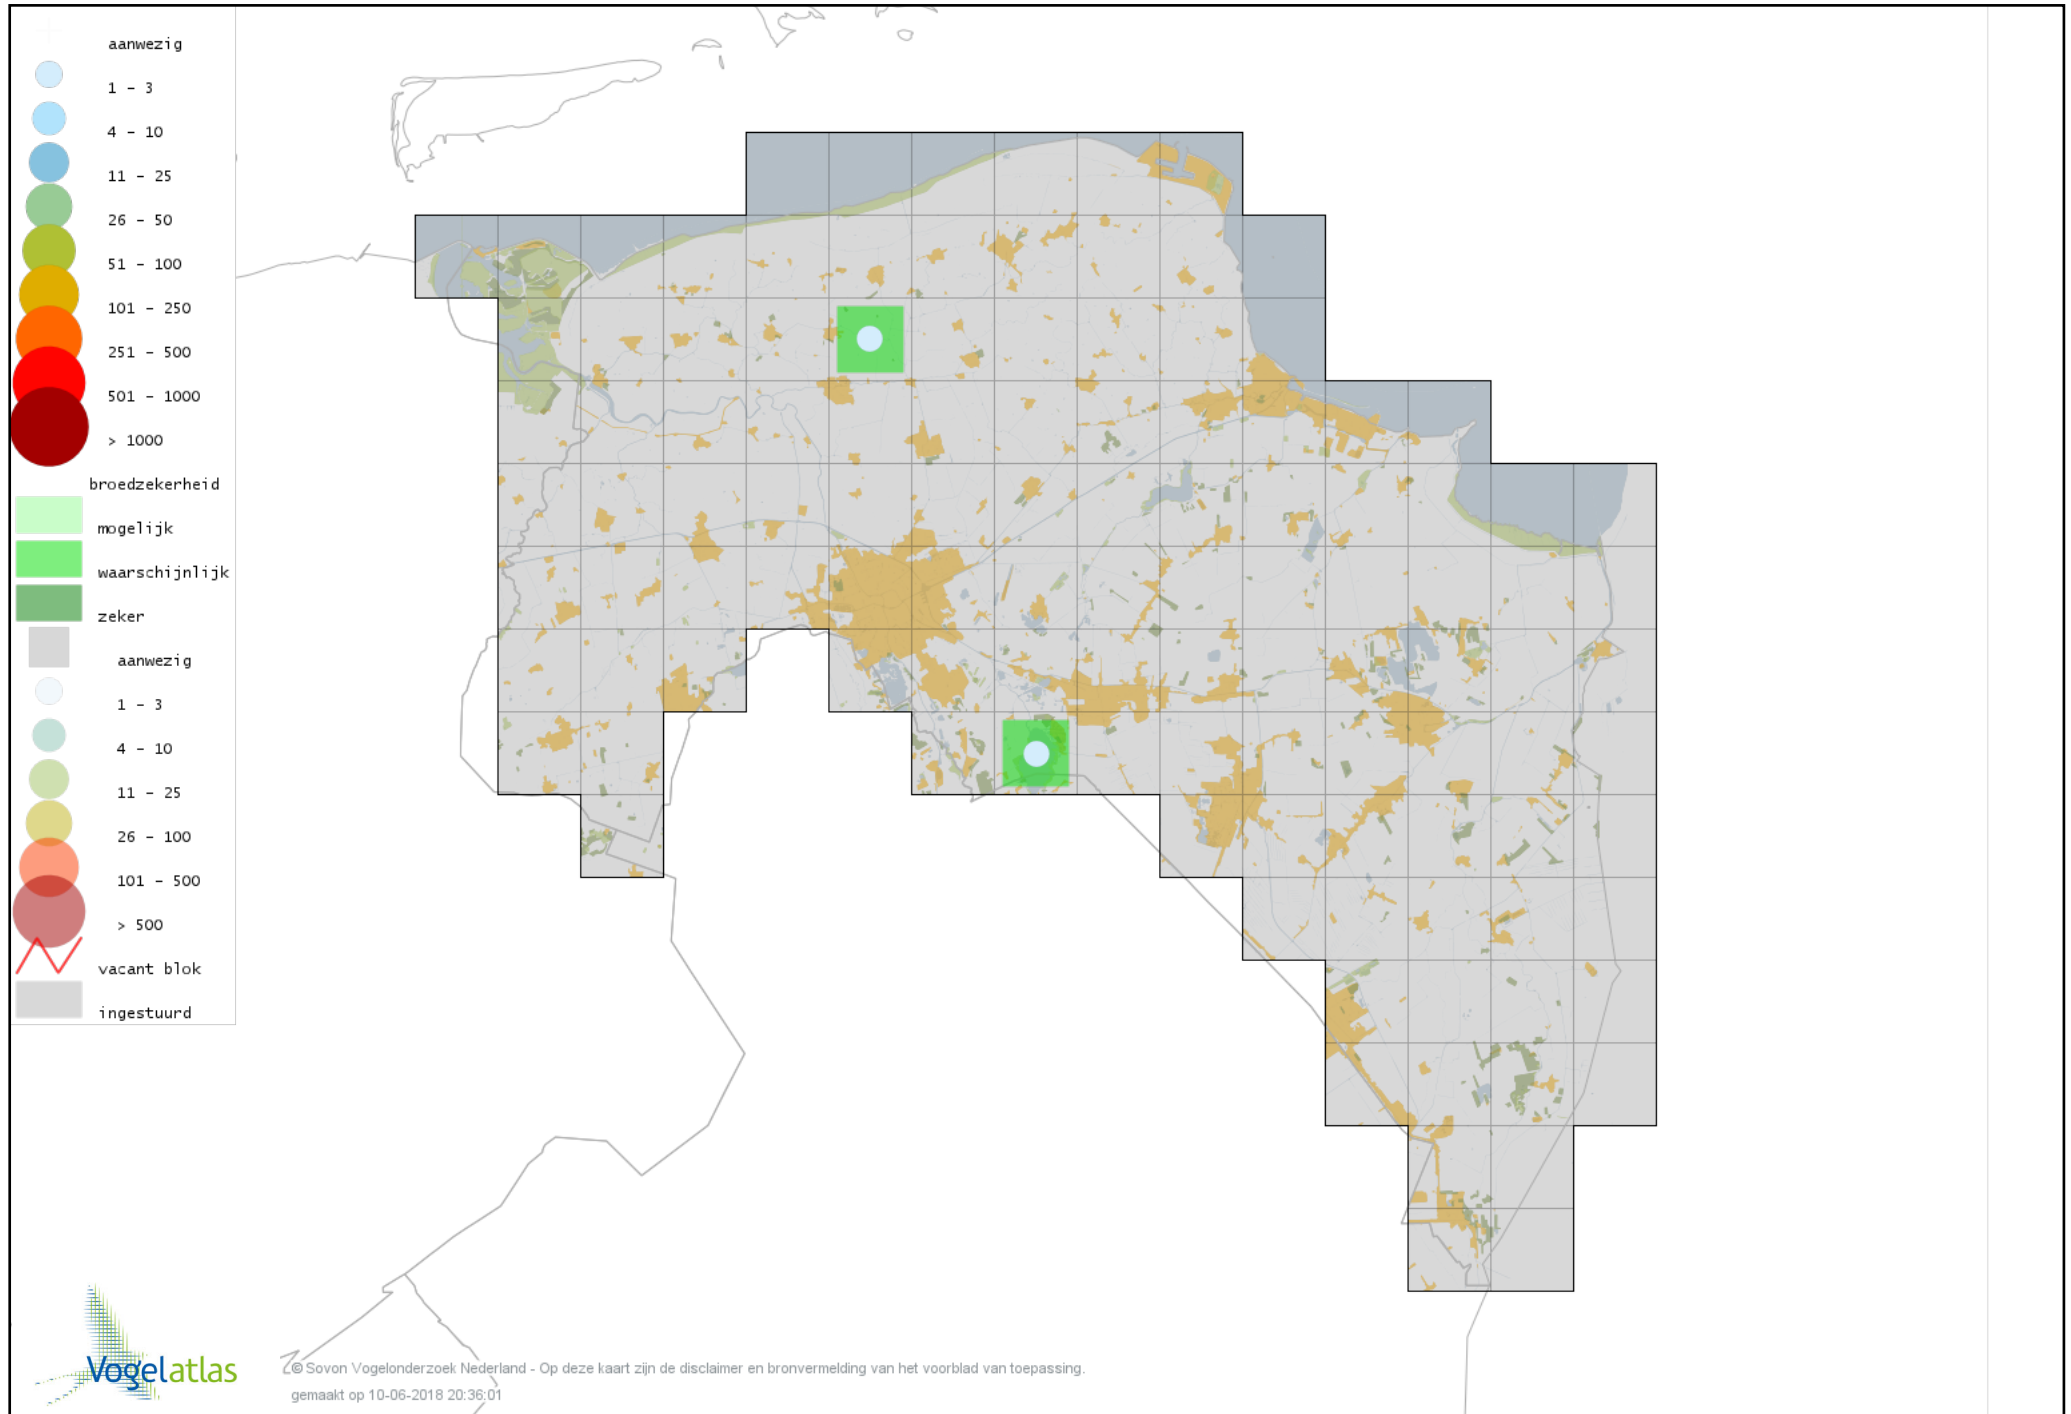 aanwezig
1 - 3
4 - 10
11 - 25
26 - 50
51 - 100
101 - 250
251 - 500
501 - 1000
> 1000
broedzekerheid
mogelijk
waarschijnlijk
zeker
aanwezig
1 - 3
4 - 10
11 - 25
26 - 100
101 - 500
> 500
vacant blok
ingestuurd
Vogelatlas
© Sovon Vogelonderzoek Nederland - Op deze kaart zijn de disclaimer en bronvermelding van het voorblad van toepassing.
gemaakt op 10-06-2018 20:36:01